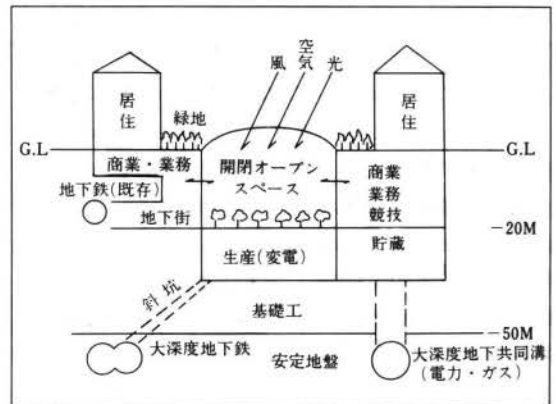 空気
風
光
居住
緑地
居住
G.L
G.L
商業・業務
開閉オープン
スペース
商業
業務
競技
地下鉄(既存)
地下街
-20M
貯蔵
生産(変電)
斜坑
基礎工
-50M
大深度地下鉄
安定地盤
大深度地下共同溝
(電力・ガス)